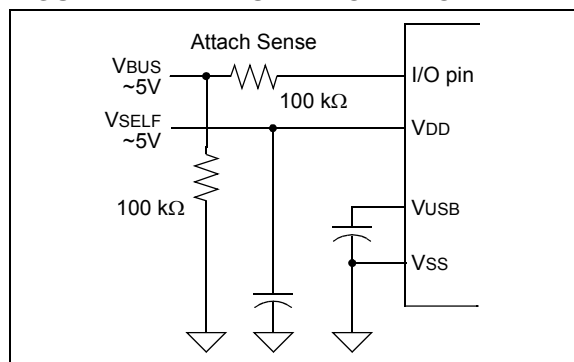 Attach Sense
VBUS
~5V
I/O pin
100 kΩ
VSELF
~5V
VDD
100 kΩ
VUSB
VSS